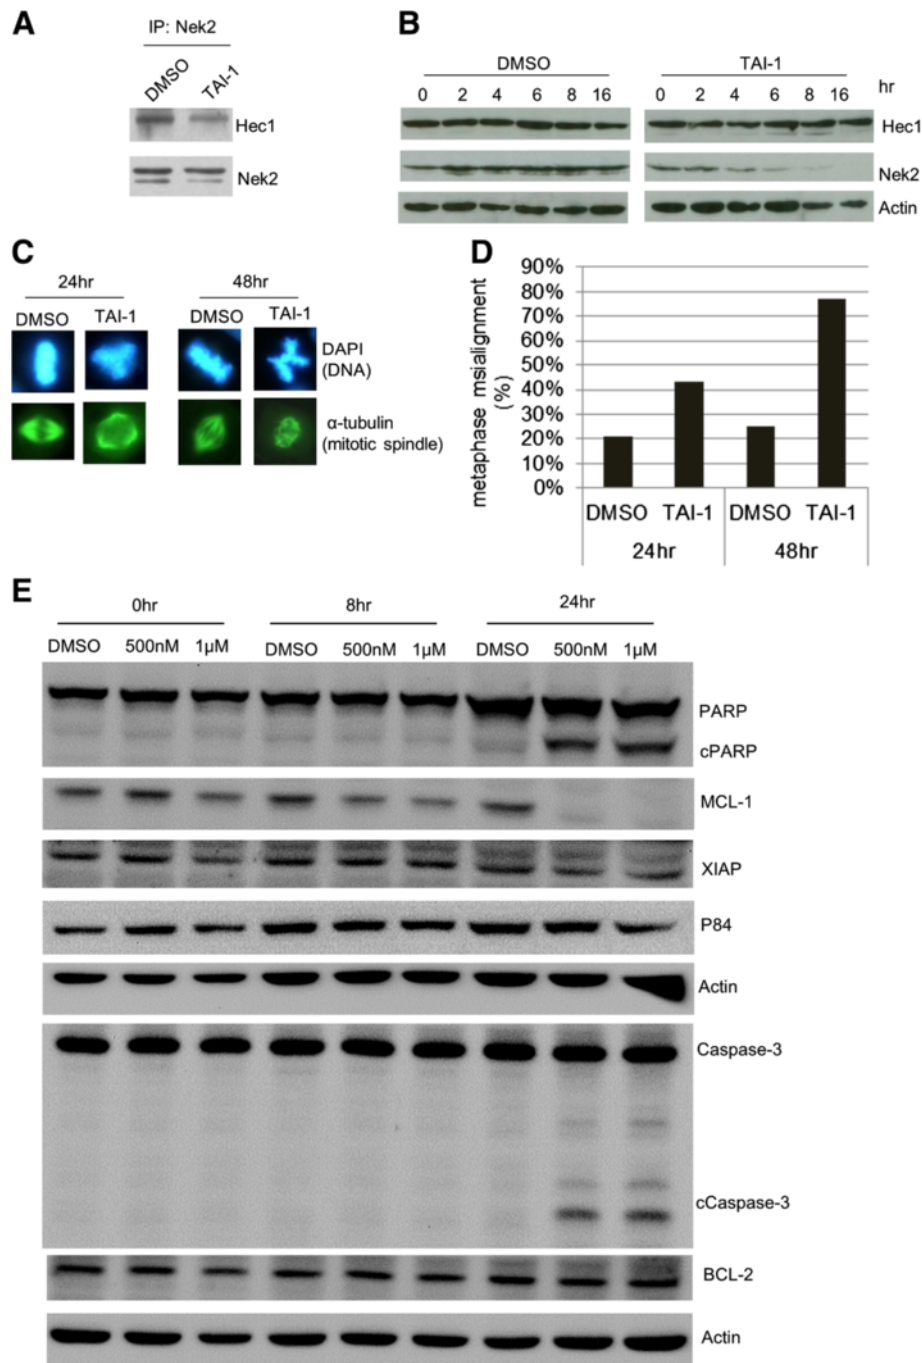 A
IP: Nek2
DMSO TAI-1
Hec1
Nek2
B
DMSO TAI-1
0 2 4 6 8 16 0 2 4 6 8 16 hr
Hec1
Nek2
Actin
C
24hr 48hr
DMSO TAI-1 DMSO TAI-1
DAPI
(DNA)
α-tubulin
(mitotic spindle)
D
metaphase msialignment
(%)
90%
80%
70%
60%
50%
40%
30%
20%
10%
0%
DMSO TAI-1 DMSO TAI-1
24hr 48hr
E
0hr 8hr 24hr
DMSO 500nM 1µM DMSO 500nM 1µM DMSO 500nM 1µM
PARP
cPARP
MCL-1
XIAP
P84
Actin
Caspase-3
cCaspase-3
BCL-2
Actin